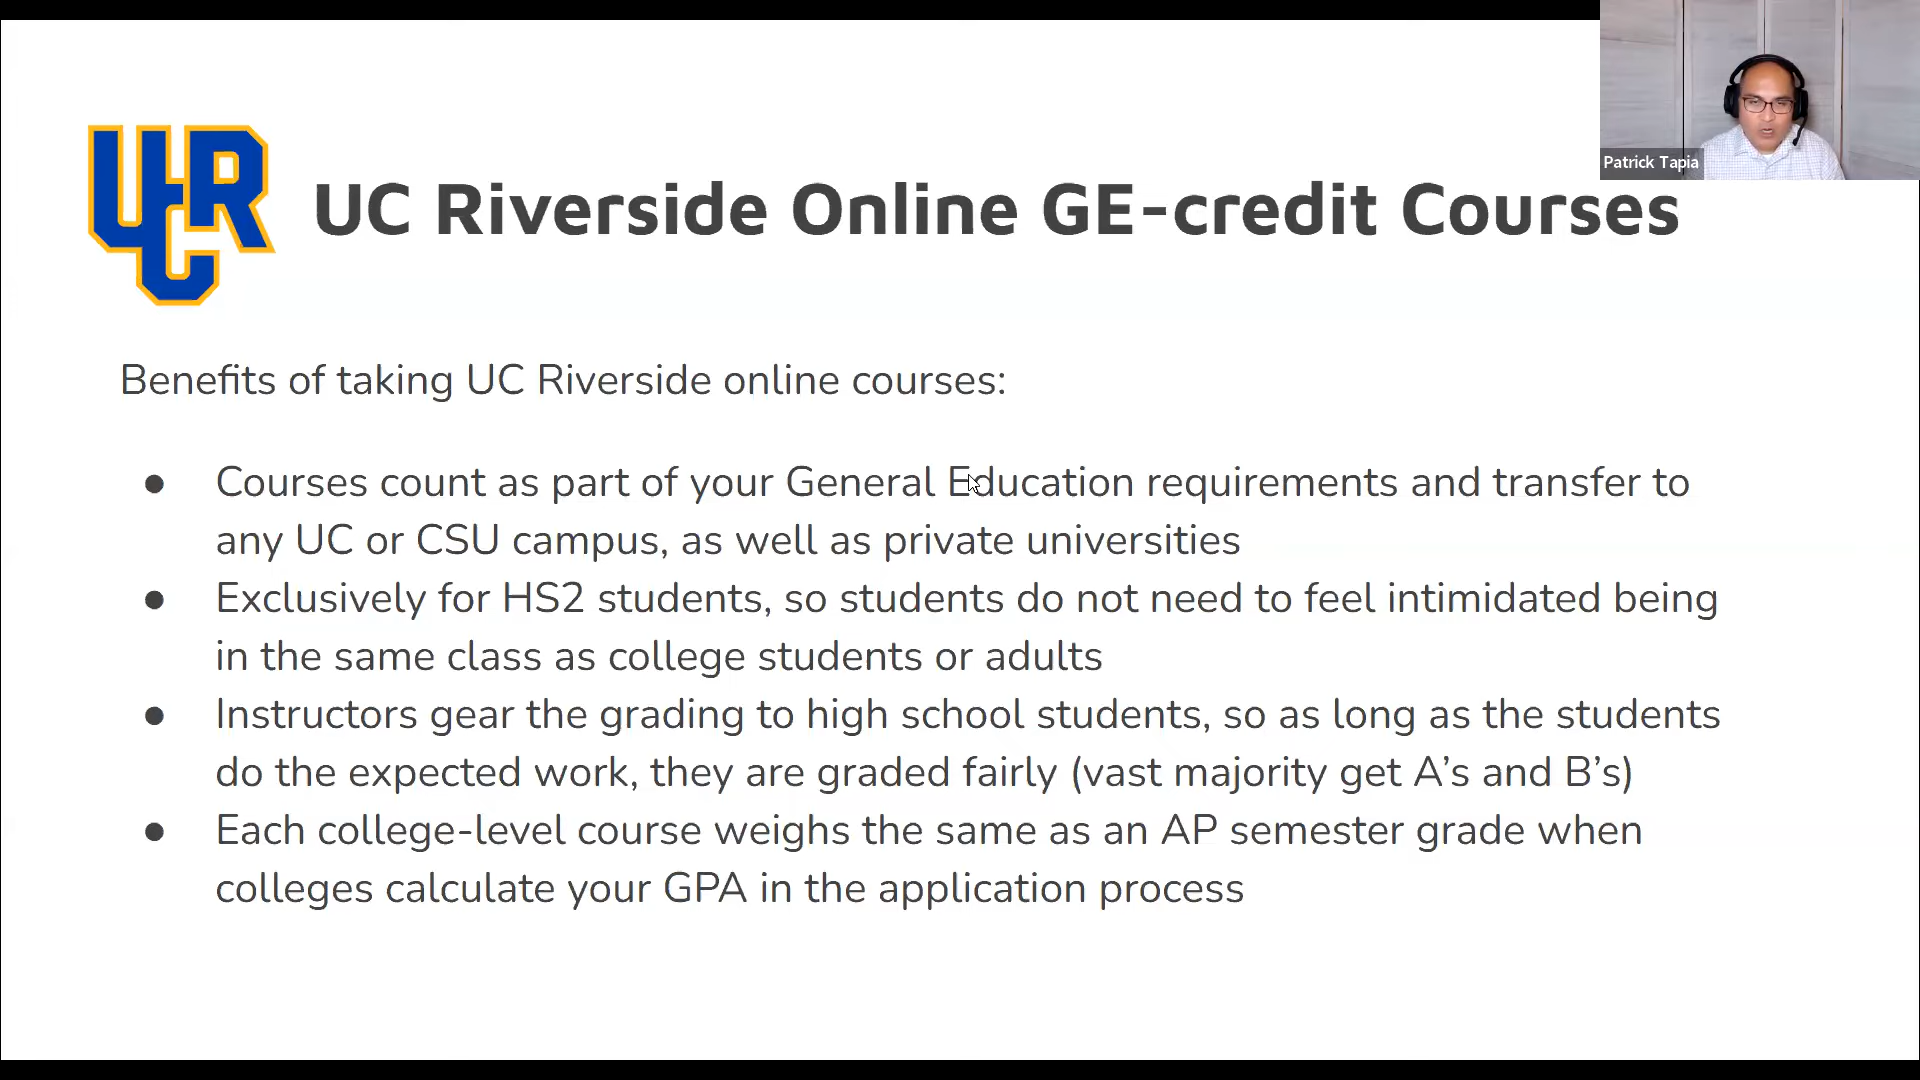 Patrick Tapia
UCR
UC Riverside Online GE-credit Courses
Benefits of taking UC Riverside online courses:
● Courses count as part of your General Education requirements and transfer to
any UC or CSU campus, as well as private universities
● Exclusively for HS2 students, so students do not need to feel intimidated being
in the same class as college students or adults
● Instructors gear the grading to high school students, so as long as the students
do the expected work, they are graded fairly (vast majority get A’s and B’s)
● Each college-level course weighs the same as an AP semester grade when
colleges calculate your GPA in the application process